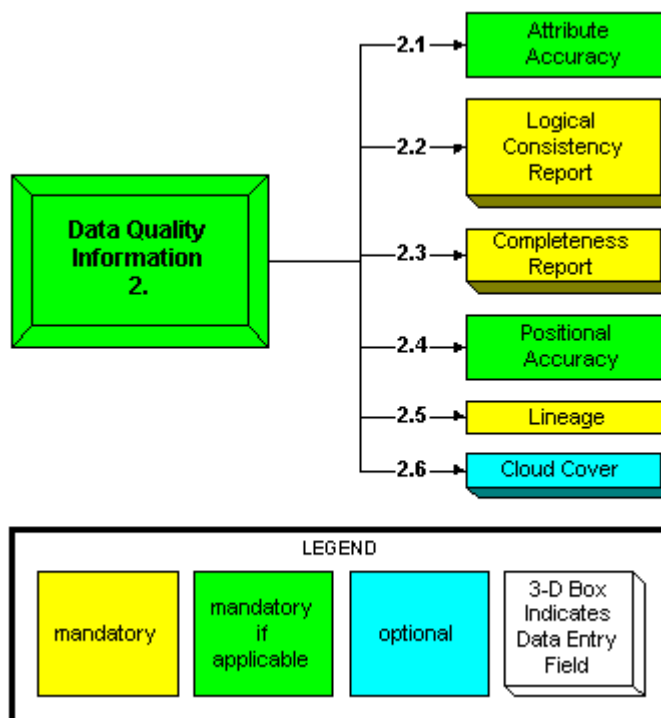 2.1
Attribute
Accuracy
2.2
Logical
Consistency
Report
Data Quality
Information
2.
2.3
Completeness
Report
2.4
Positional
Accuracy
2.5
Lineage
2.6
Cloud Cover
LEGEND
mandatory
mandatory
if
applicable
optional
3-D Box
Indicates
Data Entry
Field